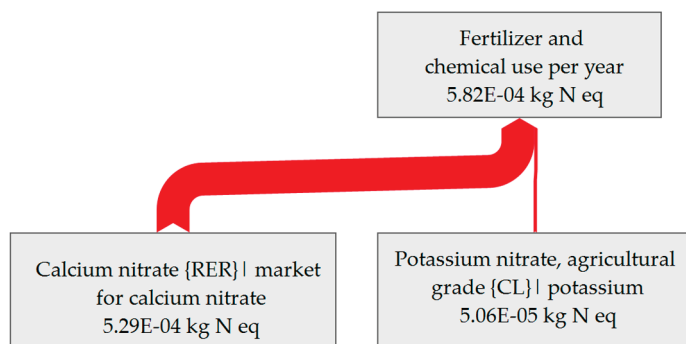 Fertilizer and
chemical use per year
5.82E-04 kg N eq
Calcium nitrate {RER}| market
for calcium nitrate
5.29E-04 kg N eq
Potassium nitrate, agricultural
grade {CL}| potassium
5.06E-05 kg N eq